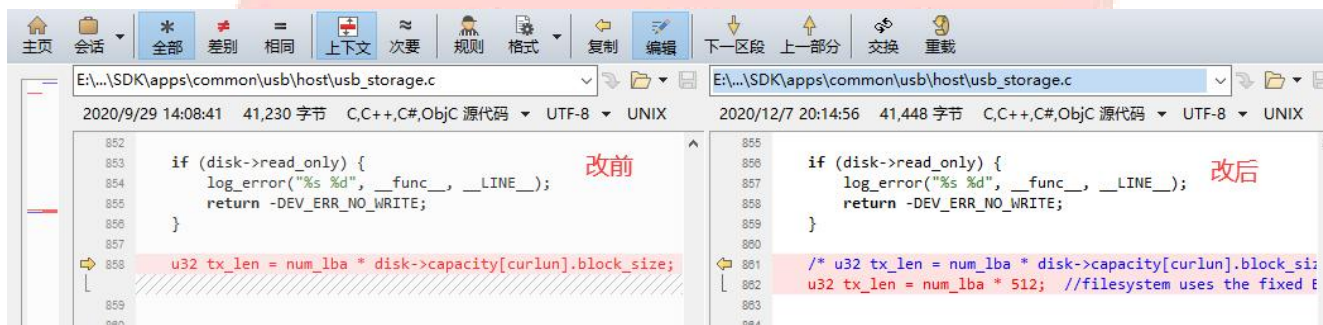 主页 会话 全部 差别 相同 上下文 次要 规则 格式 复制 编辑 下一区段 上一部分 交换 重载
E:\...\SDK\apps\common\usb\host\usb_storage.c
2020/9/29 14:08:41 41,230 字节 C,C++,C#,ObjC 源代码 UTF-8 UNIX
852
853 if (disk->read_only) {
854 log_error("%s %d", __func__, __LINE__);
855 return -DEV_ERR_NO_WRITE;
856 }
857
858 u32 tx_len = num_lba * disk->capacity[curlun].block_size;
859
860
改前
E:\...\SDK\apps\common\usb\host\usb_storage.c
2020/12/7 20:14:56 41,448 字节 C,C++,C#,ObjC 源代码 UTF-8 UNIX
855
856 if (disk->read_only) {
857 log_error("%s %d", __func__, __LINE__);
858 return -DEV_ERR_NO_WRITE;
859 }
860
861 /* u32 tx_len = num_lba * disk->capacity[curlun].block_siz
862 u32 tx_len = num_lba * 512; //filesystem uses the fixed
863
864
改后